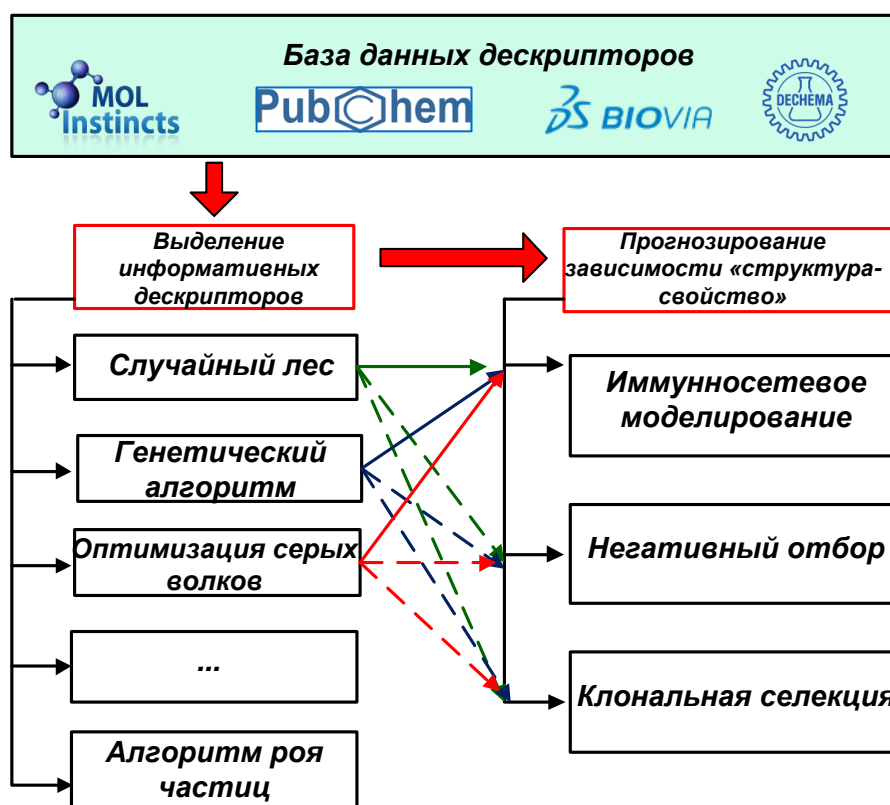 База данных дескрипторов
MOL
Instincts
PubChem
3DS BIOVIA
DECHEMA
Выделение
информативных
дескрипторов
Прогнозирование
зависимости «структура-
свойство»
Случайный лес
Генетический
алгоритм
Оптимизация серых
волков
...
Алгоритм роя
частиц
Иммунносетевое
моделирование
Негативный отбор
Клональная селекция